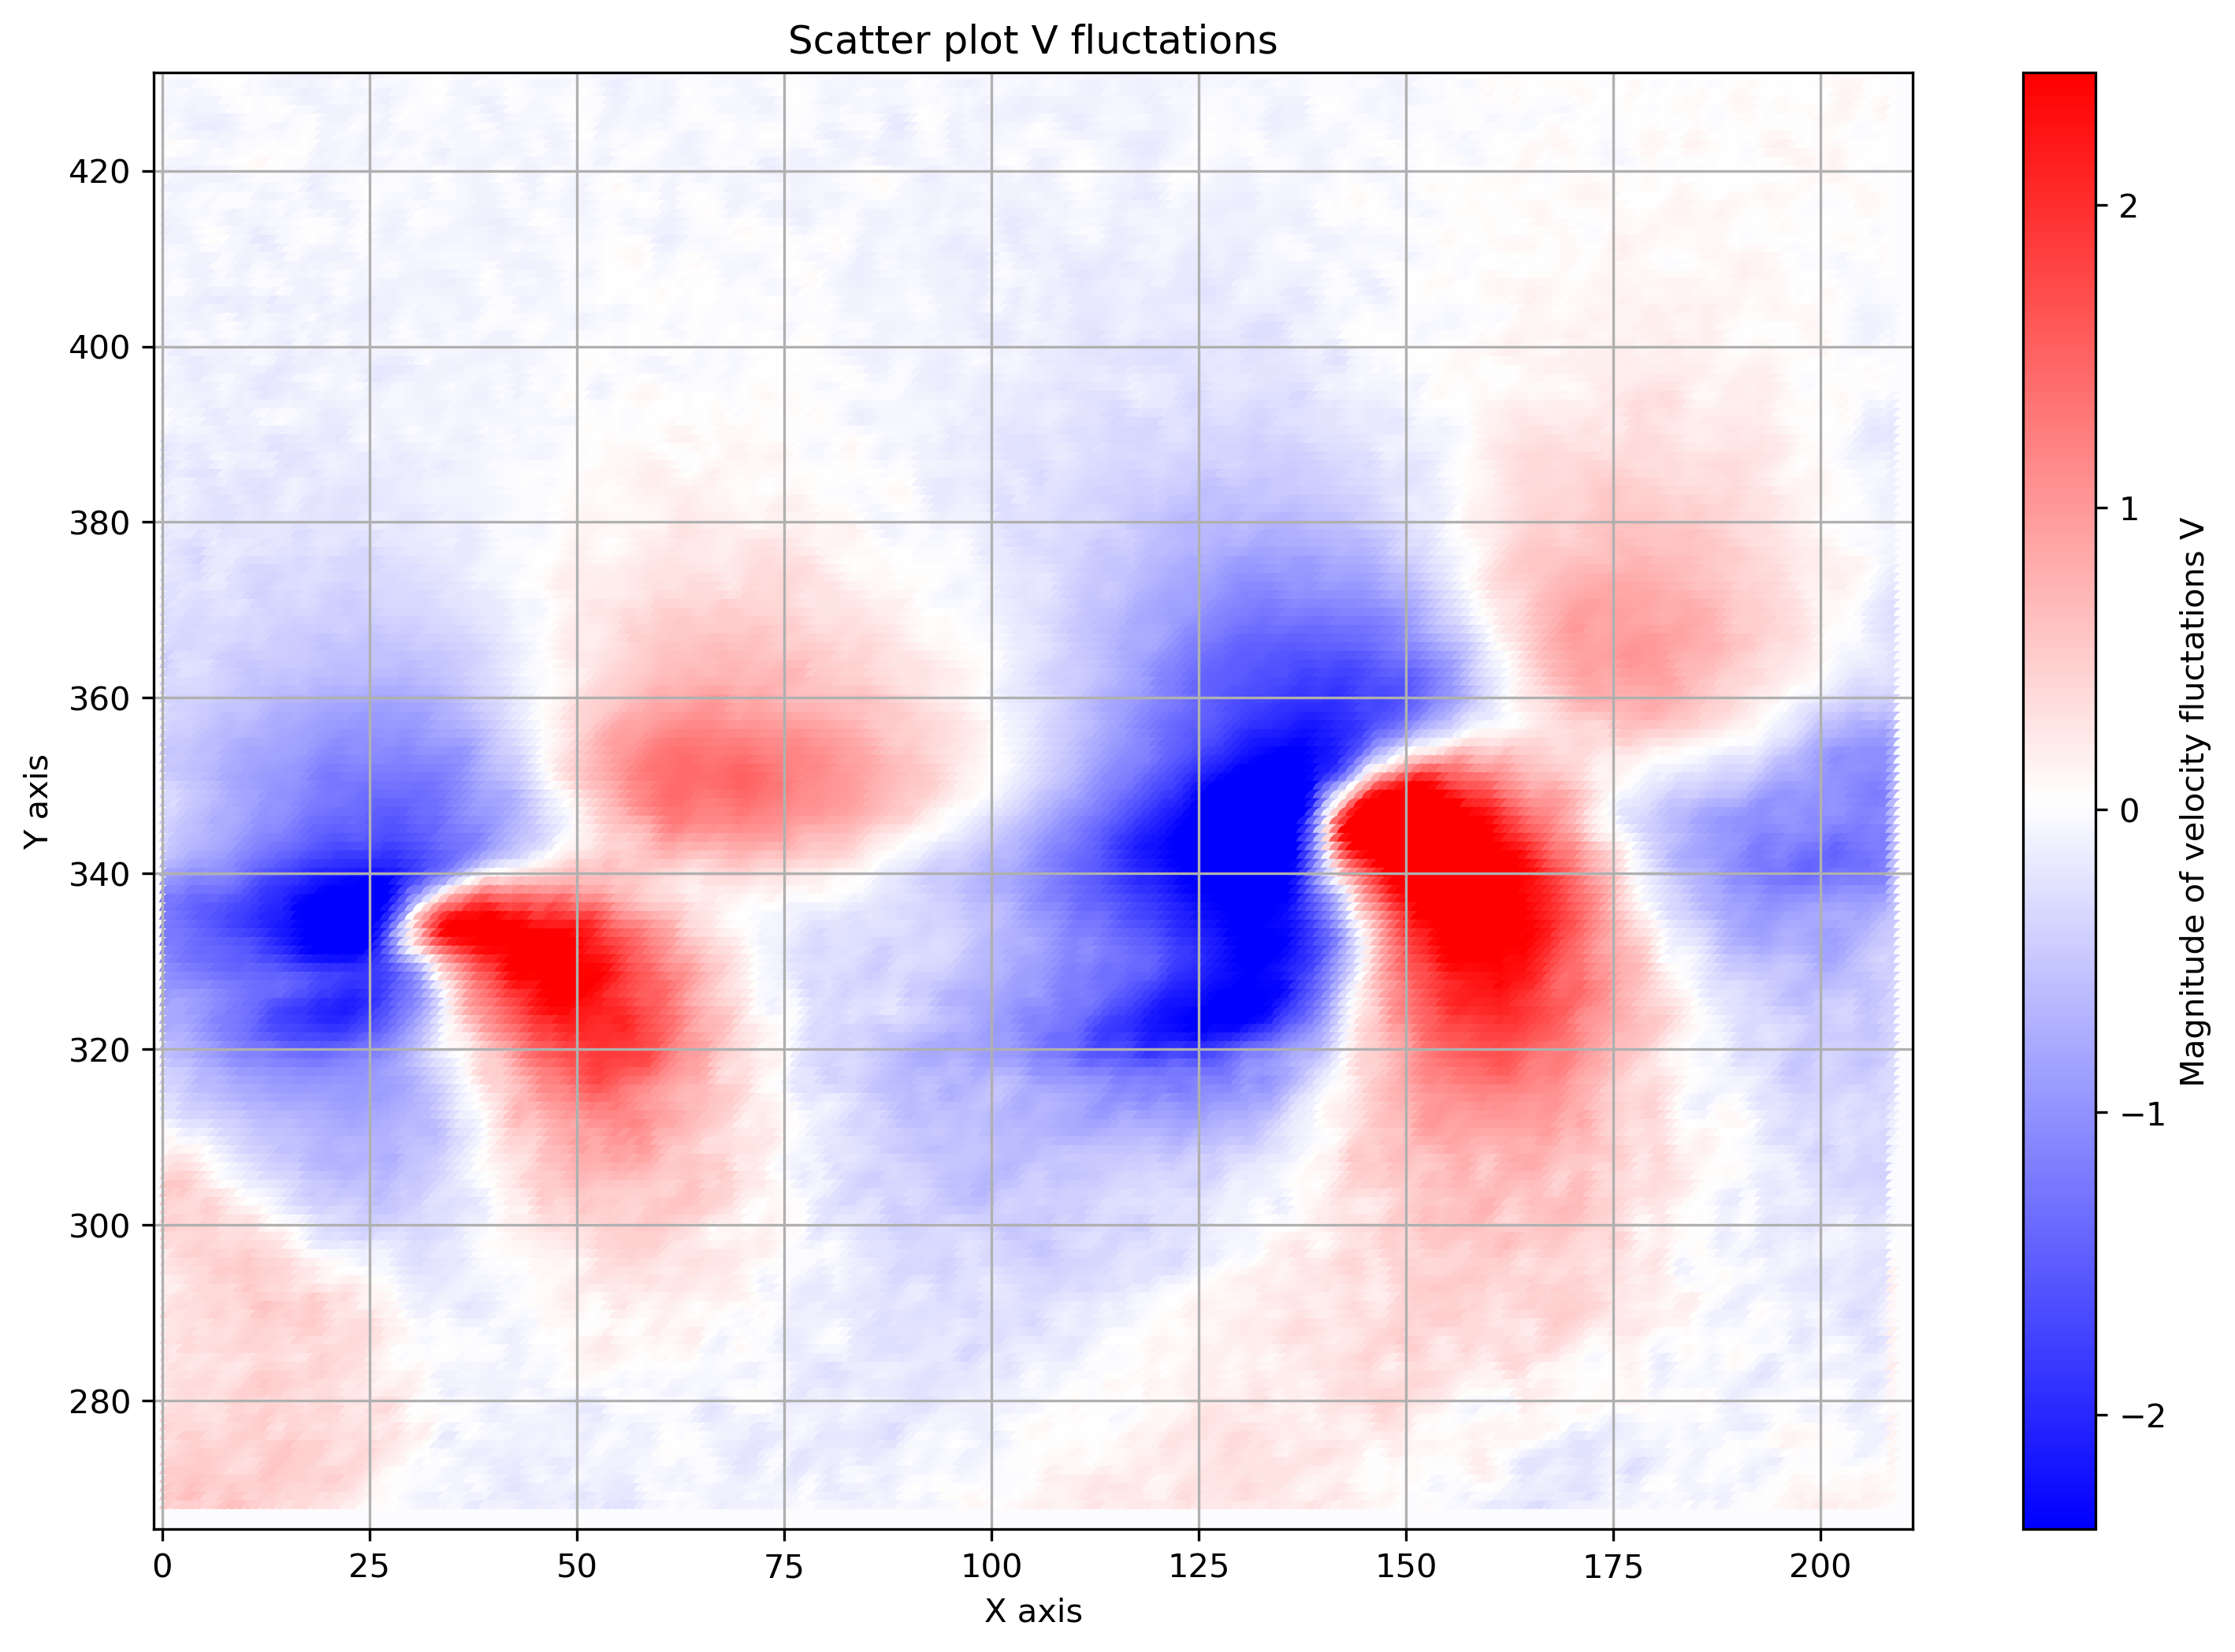 Scatter plot V fluctations
420
400
380
360
340
320
300
280
Y axis
0 25 50 75 100 125 150 175 200
X axis
2
1
0
−1
−2
Magnitude of velocity fluctations V